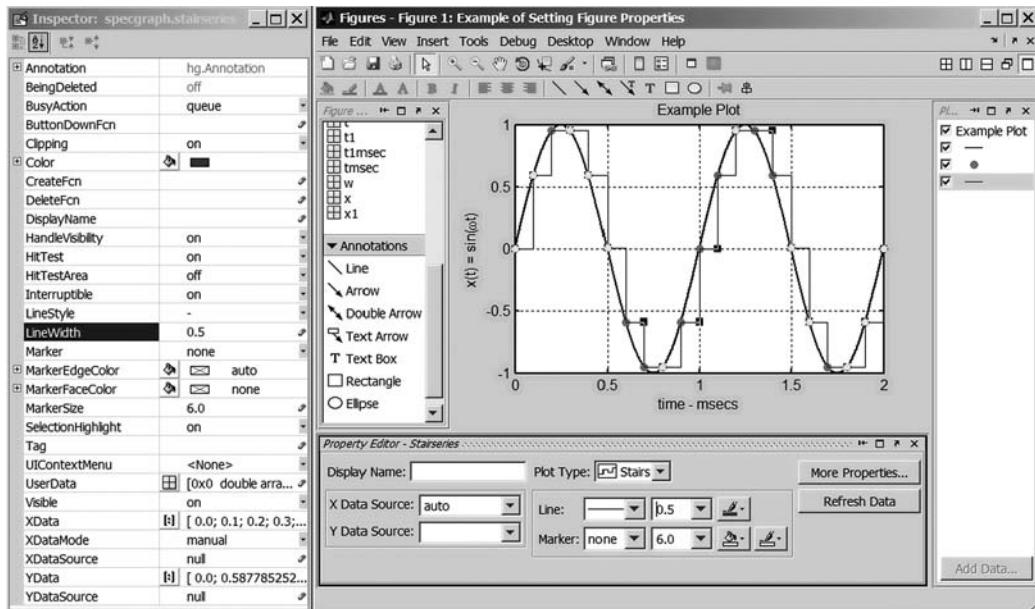 Inspector: specgraph.stairseries
Annotation hg.Annotation
BeingDeleted off
BusyAction queue
ButtonDownFcn
Clipping on
Color
CreateFcn
DeleteFcn
DisplayName
HandleVisibility on
HitTest on
HitTestArea off
Interruptible on
LineStyle -
LineWidth 0.5
Marker none
MarkerEdgeColor auto
MarkerFaceColor none
MarkerSize 6.0
SelectionHighlight on
Tag
UIContextMenu <None>
UserData [0x0 double arra...
Visible on
XData [ 0.0; 0.1; 0.2; 0.3;...
XDataMode manual
XDataSource null
YData [ 0.0; 0.587785252...
YDataSource null
Figures - Figure 1: Example of Setting Figure Properties
File Edit View Insert Tools Debug Desktop Window Help
A A B I T
Figure ...
t
t1
t1msec
tmsec
w
x
x1
Annotations
Line
Arrow
Double Arrow
Text Arrow
T Text Box
Rectangle
Ellipse
Example Plot
1
0.5
0
-0.5
-1
x(t) = sin(ωt)
0 0.5 1 1.5 2
time - msecs
PL...
Example Plot
Add Data...
Property Editor - Stairseries
Display Name: Plot Type: Stairs More Properties...
X Data Source: auto Line: 0.5 Refresh Data
Y Data Source: Marker: none 6.0